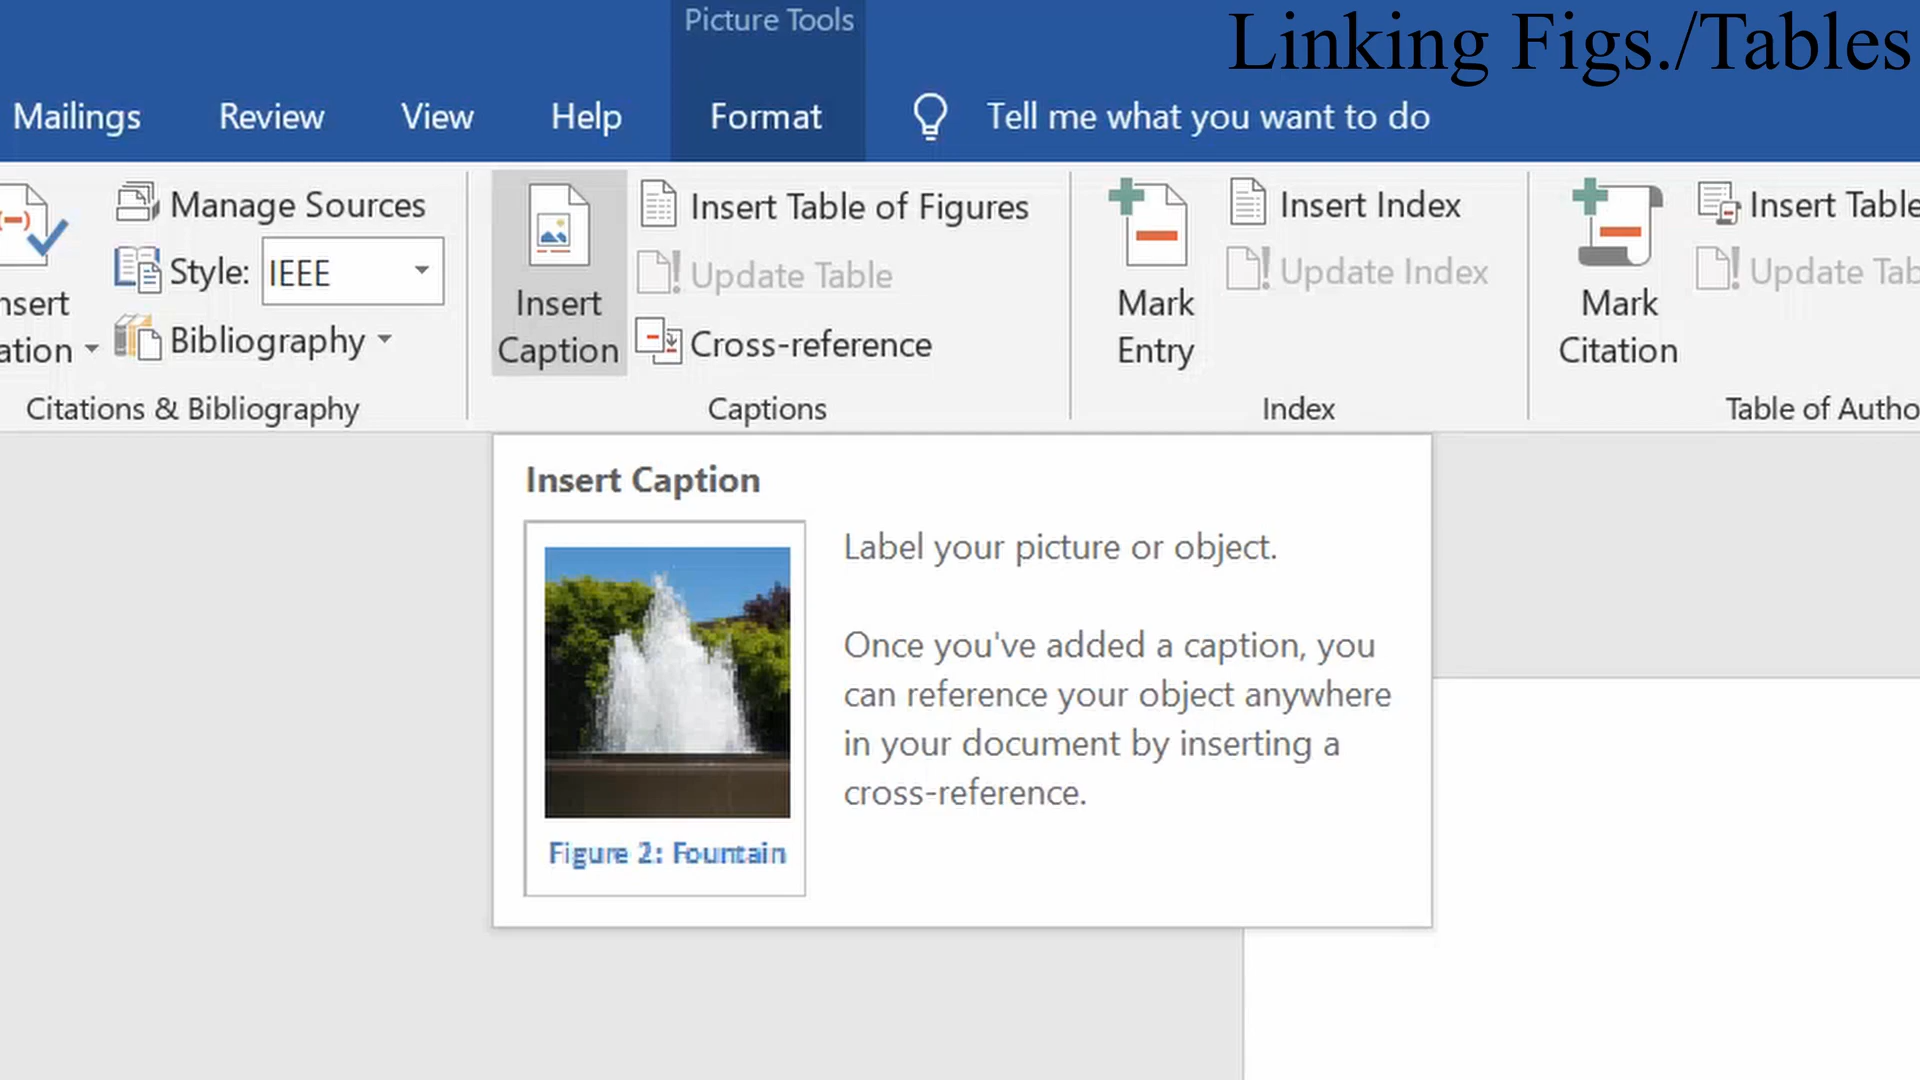 Picture Tools
Linking Figs./Tables
Mailings Review View Help Format Tell me what you want to do
Manage Sources
Style: IEEE
Bibliography
Citations & Bibliography
Insert
Caption
Insert Table of Figures
Update Table
Cross-reference
Captions
Mark
Entry
Insert Index
Update Index
Index
Mark
Citation
Insert Table
Update
Table of
Insert Caption
Label your picture or object.
Once you've added a caption, you
can reference your object anywhere
in your document by inserting a
cross-reference.
Figure 2: Fountain